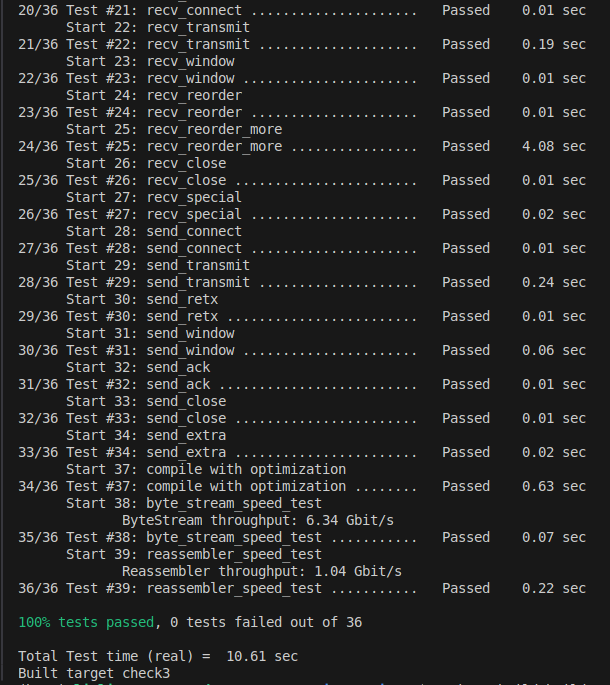 20/36 Test #21: recv_connect .....................   Passed    0.01 sec
      Start 22: recv_transmit
21/36 Test #22: recv_transmit ....................   Passed    0.19 sec
      Start 23: recv_window
22/36 Test #23: recv_window ......................   Passed    0.01 sec
      Start 24: recv_reorder
23/36 Test #24: recv_reorder .....................   Passed    0.01 sec
      Start 25: recv_reorder_more
24/36 Test #25: recv_reorder_more ................   Passed    4.08 sec
      Start 26: recv_close
25/36 Test #26: recv_close .......................   Passed    0.01 sec
      Start 27: recv_special
26/36 Test #27: recv_special .....................   Passed    0.02 sec
      Start 28: send_connect
27/36 Test #28: send_connect .....................   Passed    0.01 sec
      Start 29: send_transmit
28/36 Test #29: send_transmit ....................   Passed    0.24 sec
      Start 30: send_retx
29/36 Test #30: send_retx ........................   Passed    0.01 sec
      Start 31: send_window
30/36 Test #31: send_window ......................   Passed    0.06 sec
      Start 32: send_ack
31/36 Test #32: send_ack .........................   Passed    0.01 sec
      Start 33: send_close
32/36 Test #33: send_close .......................   Passed    0.01 sec
      Start 34: send_extra
33/36 Test #34: send_extra .......................   Passed    0.02 sec
      Start 37: compile with optimization
34/36 Test #37: compile with optimization ........   Passed    0.63 sec
      Start 38: byte_stream_speed_test
             ByteStream throughput: 6.34 Gbit/s
35/36 Test #38: byte_stream_speed_test ...........   Passed    0.07 sec
      Start 39: reassembler_speed_test
             Reassembler throughput: 1.04 Gbit/s
36/36 Test #39: reassembler_speed_test ...........   Passed    0.22 sec
100% tests passed, 0 tests failed out of 36
Total Test time (real) =  10.61 sec
Built target check3